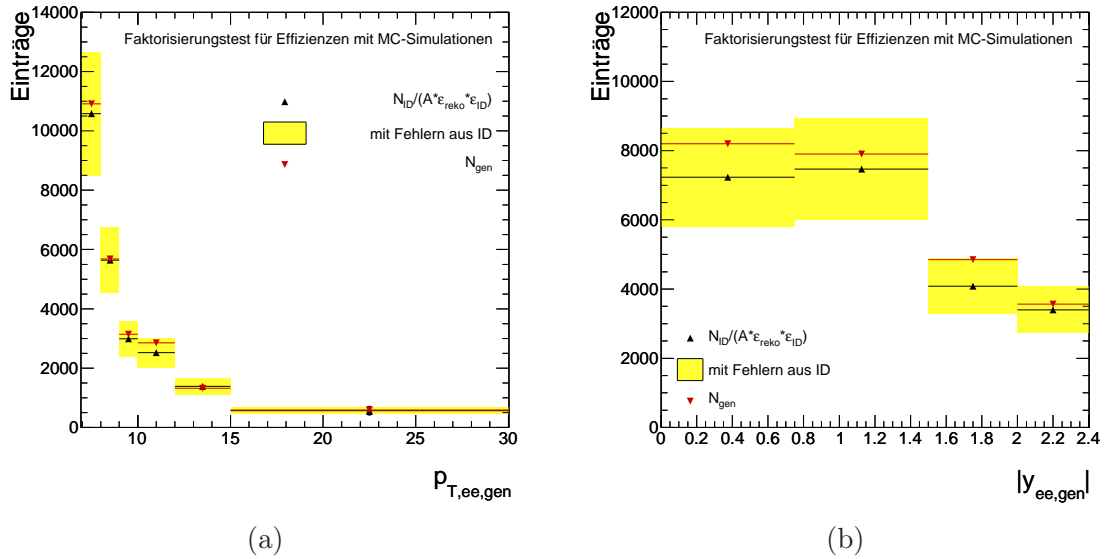 Einträge
14000
12000
10000
8000
6000
4000
2000
0
Faktorisierungstest für Effizienzen mit MC-Simulationen
N_ID/(A*ε_reko*ε_ID)
mit Fehlern aus ID
N_gen
10 15 20 25 30
p_T,ee,gen
(a)
Einträge
12000
10000
8000
6000
4000
2000
0
Faktorisierungstest für Effizienzen mit MC-Simulationen
N_ID/(A*ε_reko*ε_ID)
mit Fehlern aus ID
N_gen
0 0.2 0.4 0.6 0.8 1 1.2 1.4 1.6 1.8 2 2.2 2.4
|y_ee,gen|
(b)